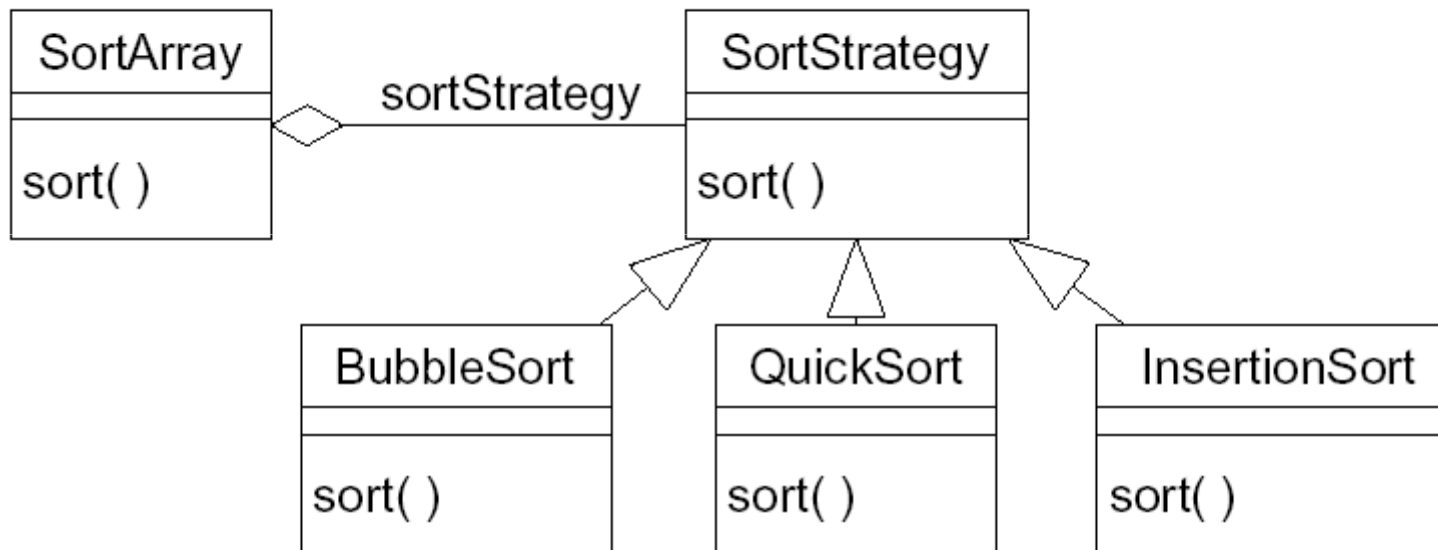 SortArray
sort( )
sortStrategy
SortStrategy
sort( )
BubbleSort
sort( )
QuickSort
sort( )
InsertionSort
sort( )